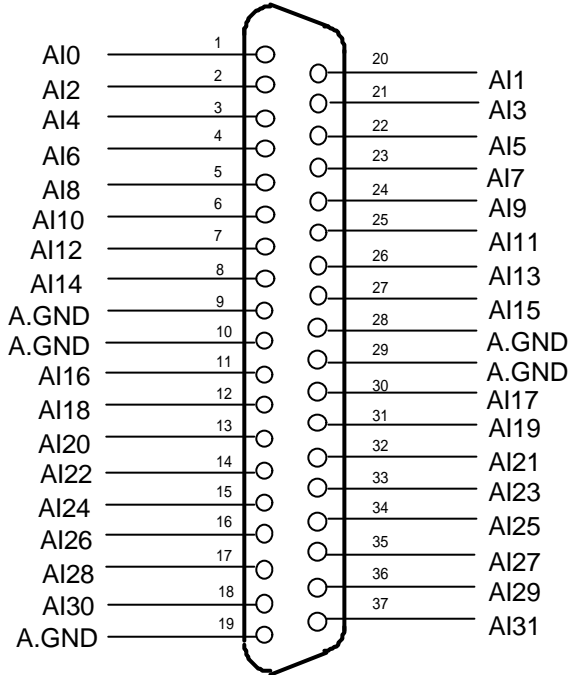 AI0 1
20 AI1
AI2 2
21 AI3
AI4 3
22 AI5
AI6 4
23 AI7
AI8 5
24 AI9
AI10 6
25 AI11
AI12 7
26 AI13
AI14 8
27 AI15
A.GND 9
28 A.GND
A.GND 10
29 A.GND
AI16 11
30 AI17
AI18 12
31 AI19
AI20 13
32 AI21
AI22 14
33 AI23
AI24 15
34 AI25
AI26 16
35 AI27
AI28 17
36 AI29
AI30 18
37 AI31
A.GND 19